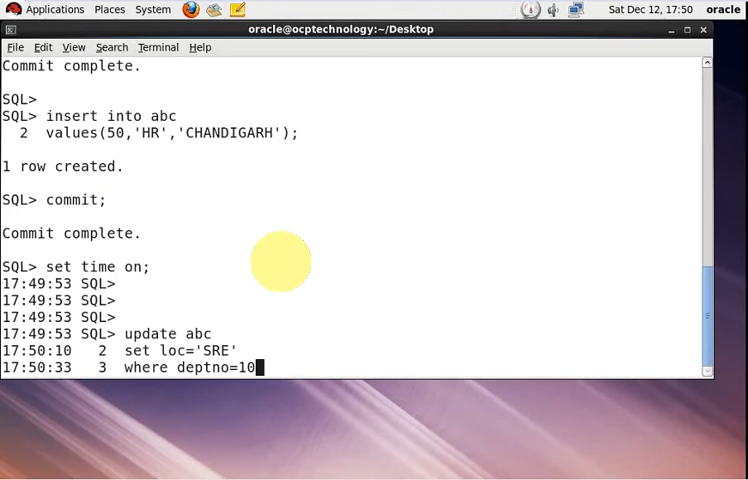 Applications Places System Sat Dec 12, 17:50 oracle
oracle@ocptechnology:~/Desktop
File Edit View Search Terminal Help
Commit complete.
SQL>
SQL> insert into abc
2 values(50,'HR','CHANDIGARH');
1 row created.
SQL> commit;
Commit complete.
SQL> set time on;
17:49:53 SQL>
17:49:53 SQL>
17:49:53 SQL>
17:49:53 SQL> update abc
17:50:10 2 set loc='SRE'
17:50:33 3 where deptno=10